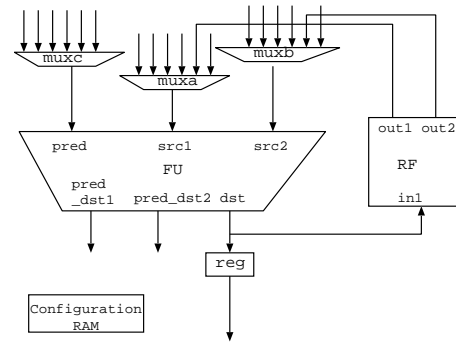 muxc
muxa
muxb
out1 out2
pred
src1
src2
FU
RF
pred
_dst1
pred_dst2
dst
in1
reg
Configuration
RAM